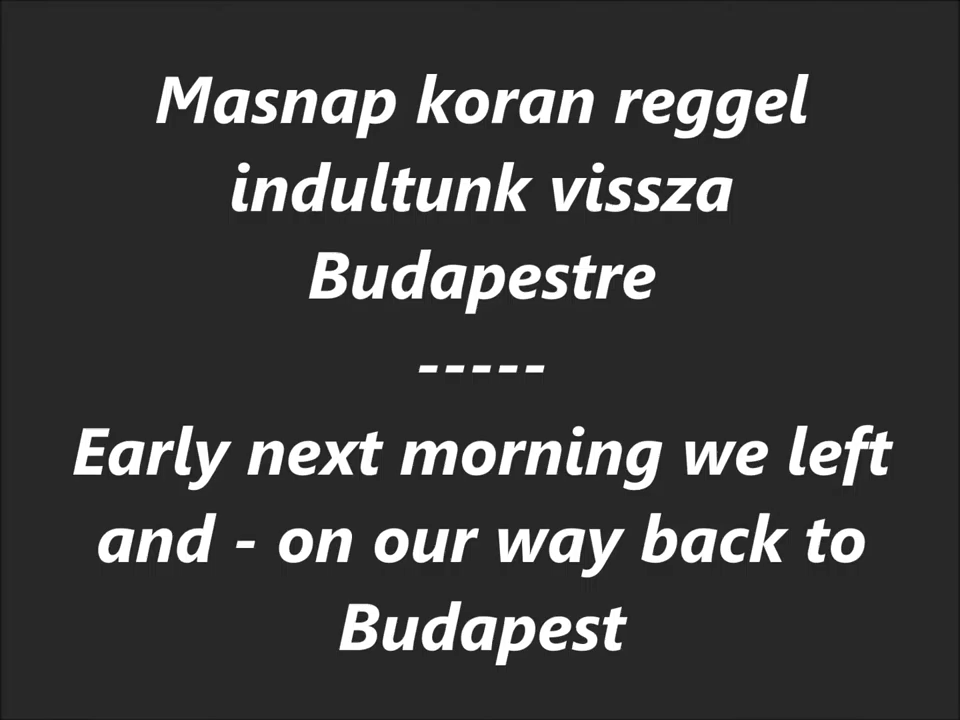 Masnap koran reggel
indultunk vissza
Budapestre
-----
Early next morning we left
and - on our way back to
Budapest